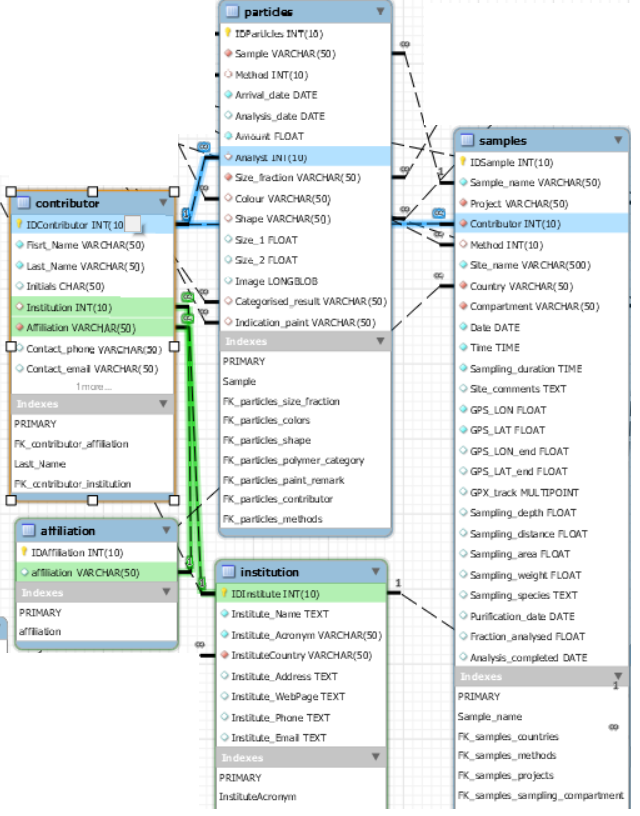 particles
IDParticles INT(10)
Sample VARCHAR(50)
Method INT(10)
Arrival_date DATE
Analysis_date DATE
Amount FLOAT
Analyst INT(10)
Size_fraction VARCHAR(50)
Colour VARCHAR(50)
Shape VARCHAR(50)
Size_1 FLOAT
Size_2 FLOAT
Image LONGBLOB
Categorised_result VARCHAR(50)
Indication_paint VARCHAR(50)
Indexes
PRIMARY
Sample
FK_particles_size_fraction
FK_particles_colors
FK_particles_shape
FK_particles_polymer_category
FK_particles_paint_remark
FK_particles_contributor
FK_particles_methods
samples
IDSample INT(10)
Sample_name VARCHAR(50)
Project VARCHAR(50)
Contributor INT(10)
Method INT(10)
Site_name VARCHAR(500)
Country VARCHAR(50)
Compartment VARCHAR(50)
Date DATE
Time TIME
Sampling_duration TIME
Site_comments TEXT
GPS_LON FLOAT
GPS_LAT FLOAT
GPS_LON_end FLOAT
GPS_LAT_end FLOAT
GPX_track MULTIPOINT
Sampling_depth FLOAT
Sampling_distance FLOAT
Sampling_area FLOAT
Sampling_weight FLOAT
Sampling_species TEXT
Purification_date DATE
Fraction_analysed FLOAT
Analysis_completed DATE
Indexes
1
PRIMARY
Sample_name
∞
FK_samples_countries
FK_samples_methods
FK_samples_projects
FK_samples_sampling_compartment
contributor
IDContributor INT(10
Fisrt_Name VARCHAR(50)
Last_Name VARCHAR(50)
Initials CHAR(50)
Institution INT(10)
Affiliation VARCHAR(50)
Contact_phone VARCHAR(50)
Contact_email VARCHAR(50)
1 more...
Indexes
PRIMARY
FK_contributor_affiliation
Last_Name
FK_contributor_institution
affiliation
IDAffiliation INT(10)
affiliation VARCHAR(50)
Indexes
PRIMARY
affiliation
institution
IDInstitute INT(10)
1
Institute_Name TEXT
Institute_Acronym VARCHAR(50)
∞
InstituteCountry VARCHAR(50)
Institute_Address TEXT
Institute_WebPage TEXT
Institute_Phone TEXT
Institute_Email TEXT
Indexes
PRIMARY
InstituteAcronym